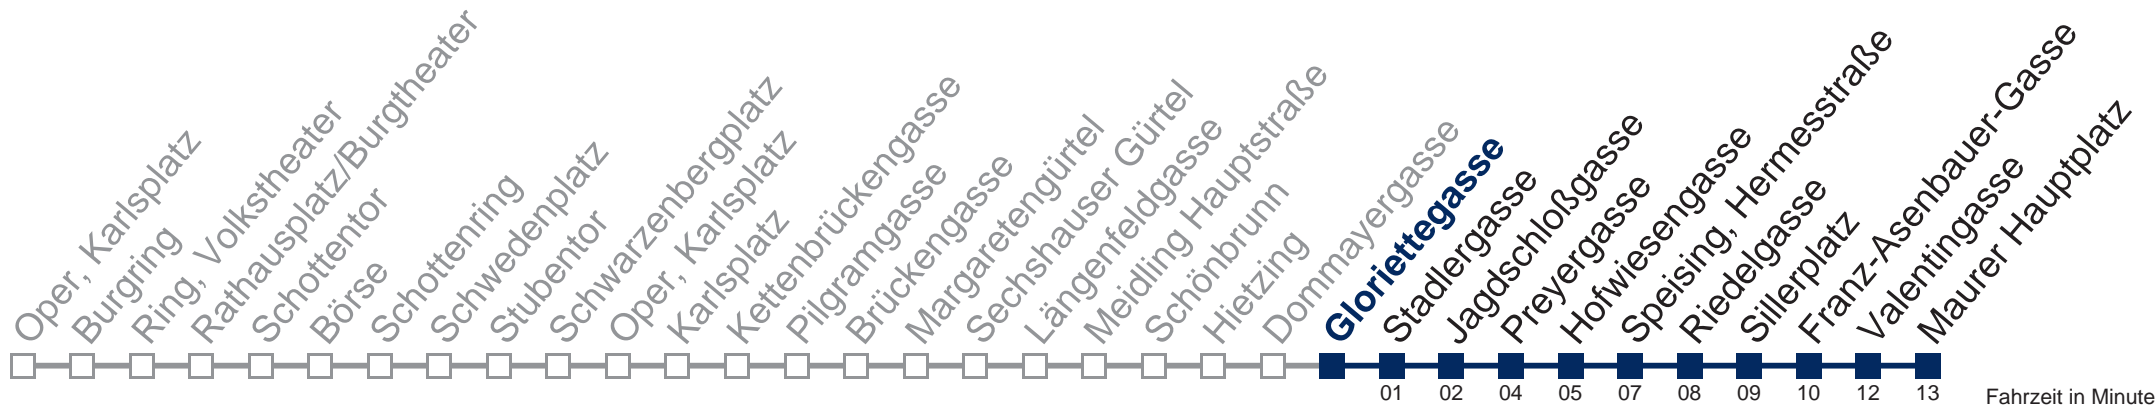 Oper, Karlsplatz
Burgring
Ring, Volkstheater
Rathausplatz/Burgtheater
Schottentor
Börse
Schottenring
Schwedenplatz
Stubentor
Schwarzenbergplatz
Oper, Karlsplatz
Karlsplatz
Kettenbrückengasse
Pilgramgasse
Brückengasse
Margaretengürtel
Sechshauser Gürtel
Längenfeldgasse
Meidling Hauptstraße
Schönbrunn
Hietzing
Dommayergasse
Gloriettegasse
Stadlergasse
Jagdschloßgasse
Preyergasse
Hofwiesengasse
Speising, Hermesstraße
Riedelgasse
Sillerplatz
Franz-Asenbauer-Gasse
Valentingasse
Maurer Hauptplatz
01 02 04 05 07 08 09 10 12 13
Fahrzeit in Minute